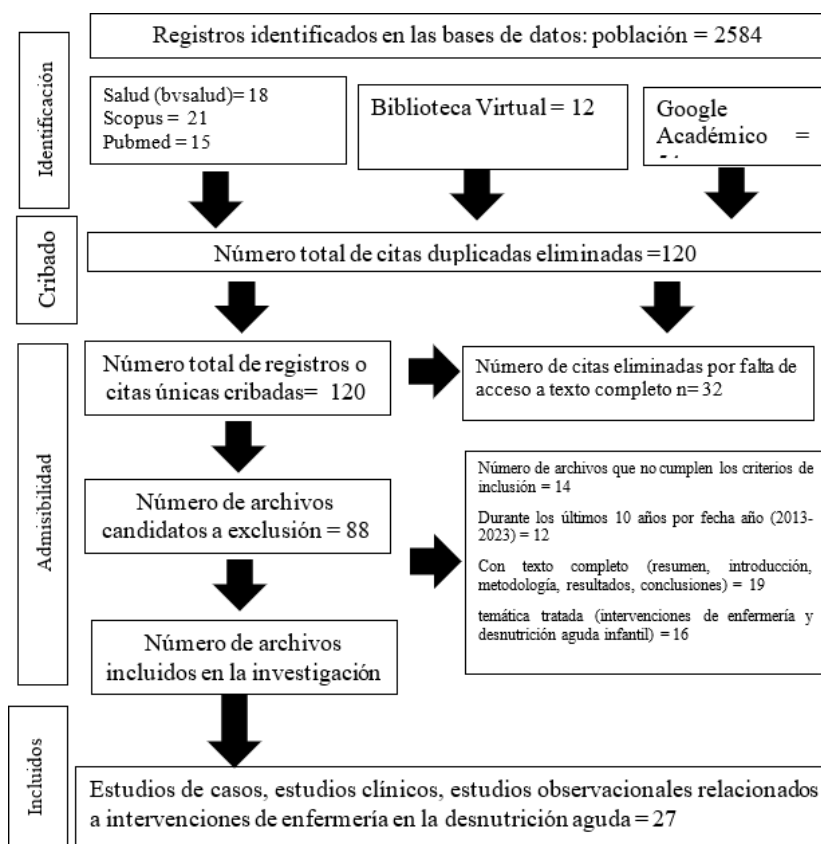 Registros identificados en las bases de datos: población = 2584
Identificación
Salud (bvsalud)= 18
Scopus = 21
Pubmed = 15
Biblioteca Virtual = 12
Google
Académico =
Cribado
Número total de citas duplicadas eliminadas =120
Admisibilidad
Número total de registros o
citas únicas cribadas= 120
Número de citas eliminadas por falta de
acceso a texto completo n= 32
Número de archivos
candidatos a exclusión = 88
Número de archivos que no cumplen los criterios de
inclusión = 14
Durante los últimos 10 años por fecha año (2013-
2023) = 12
Con texto completo (resumen, introducción,
metodología, resultados, conclusiones) = 19
temática tratada (intervenciones de enfermería y
desnutrición aguda infantil) = 16
Número de archivos
incluidos en la investigación
Incluidos
Estudios de casos, estudios clínicos, estudios observacionales relacionados
a intervenciones de enfermería en la desnutrición aguda = 27